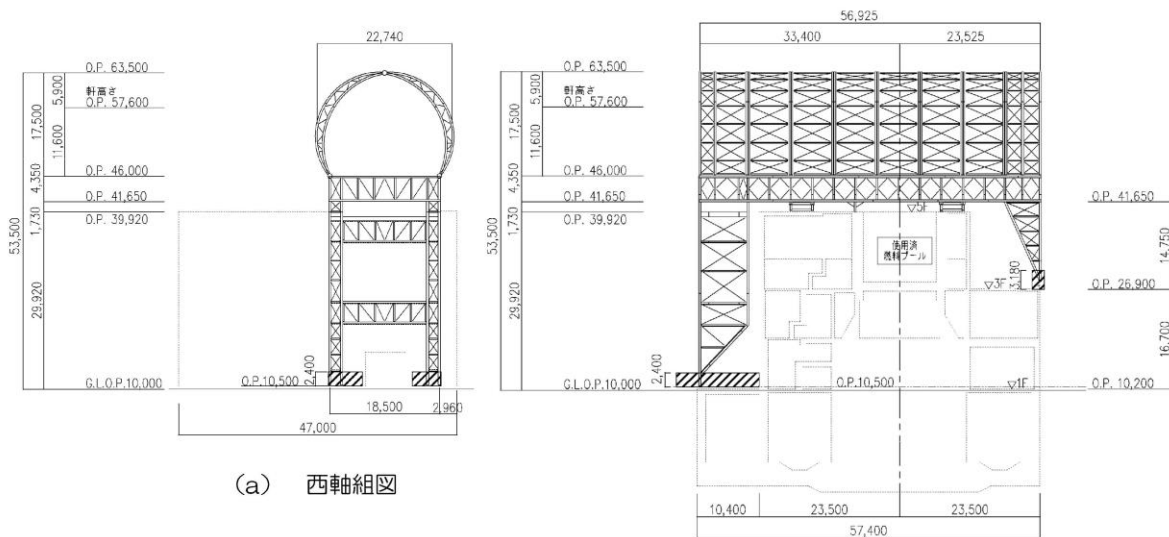 22,740
O.P. 63,500
軒高さ
O.P. 57,600
O.P. 46,000
O.P. 41,650
O.P. 39,920
G.L.O.P.10,000
O.P.10,500
53,500
17,500
4,350
1,730
29,920
5,900
11,600
2,400
18,500
2,960
47,000
(a) 西軸組図
56,925
33,400
23,525
O.P. 63,500
軒高さ
O.P. 57,600
O.P. 46,000
O.P. 41,650
O.P. 39,920
G.L.O.P.10,000
53,500
17,500
4,350
1,730
29,920
5,900
11,600
2,400
▽5F
使用済
燃料プール
▽3F
3,180
O.P.10,500
▽1F
O.P. 41,650
14,750
O.P. 26,900
16,700
O.P. 10,200
10,400
23,500
23,500
57,400